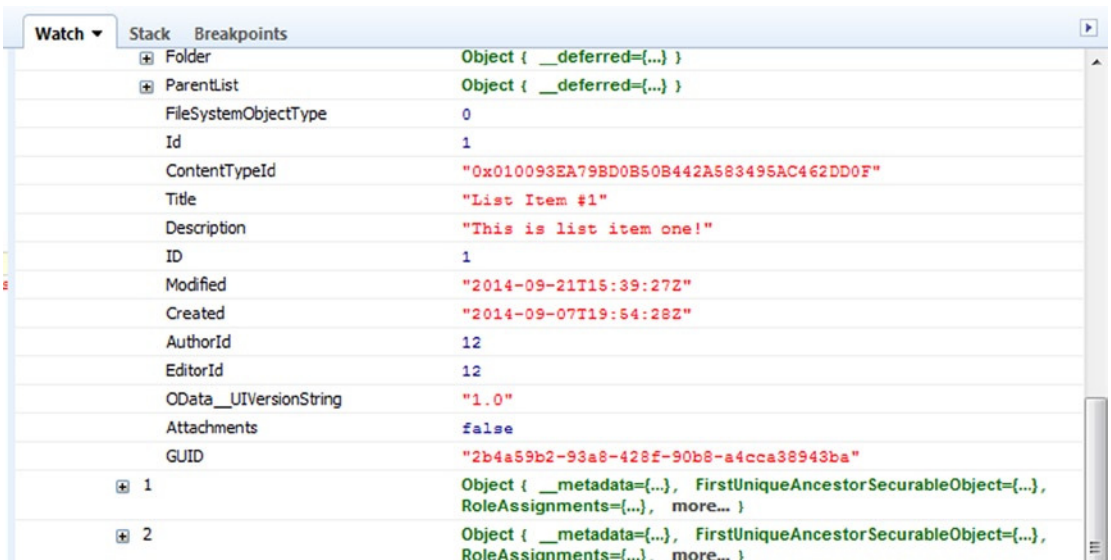 Watch Stack Breakpoints
Folder Object { __deferred={...} }
ParentList Object { __deferred={...} }
FileSystemObjectType 0
Id 1
ContentTypeId "0x010093EA79BD0B50B442A583495AC462DD0F"
Title "List Item #1"
Description "This is list item one!"
ID 1
Modified "2014-09-21T15:39:27Z"
Created "2014-09-07T19:54:28Z"
AuthorId 12
EditorId 12
OData__UIVersionString "1.0"
Attachments false
GUID "2b4a59b2-93a8-428f-90b8-a4cca38943ba"
1 Object { __metadata={...}, FirstUniqueAncestorSecurableObject={...},
RoleAssignments={...}, more... }
2 Object { __metadata={...}, FirstUniqueAncestorSecurableObject={...},
RoleAssignments={...}, more... }